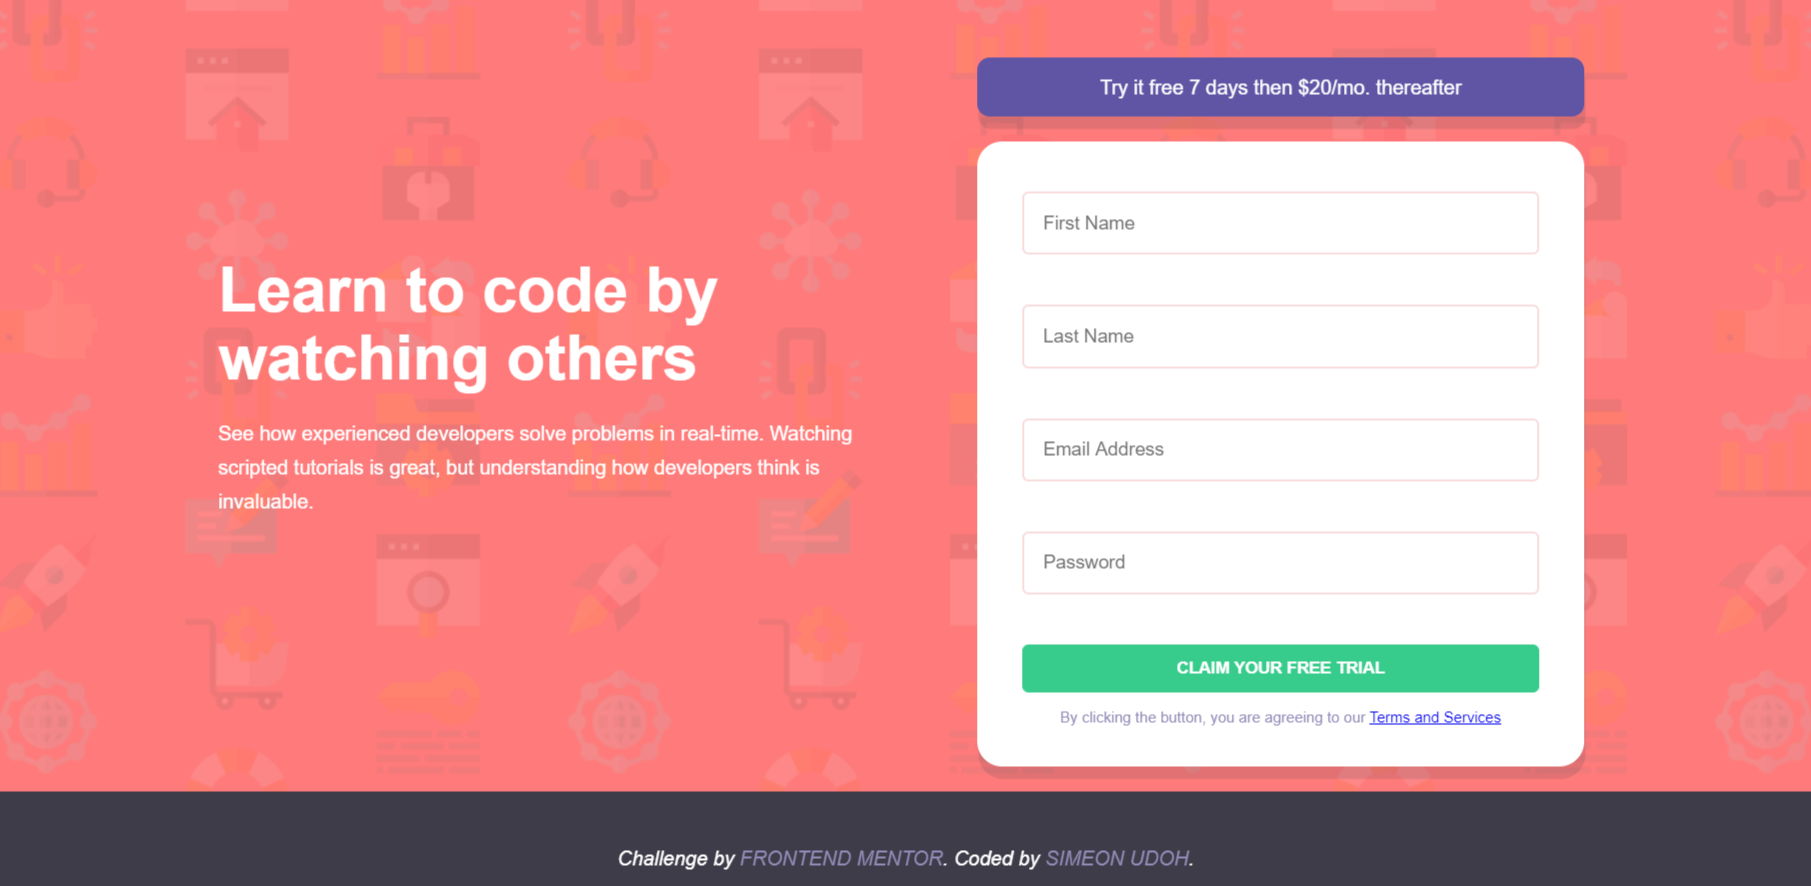 Learn to code by
watching others
See how experienced developers solve problems in real-time. Watching
scripted tutorials is great, but understanding how developers think is
invaluable.
Try it free 7 days then $20/mo. thereafter
First Name
Last Name
Email Address
Password
CLAIM YOUR FREE TRIAL
By clicking the button, you are agreeing to our Terms and Services
Challenge by FRONTEND MENTOR. Coded by SIMEON UDOH.